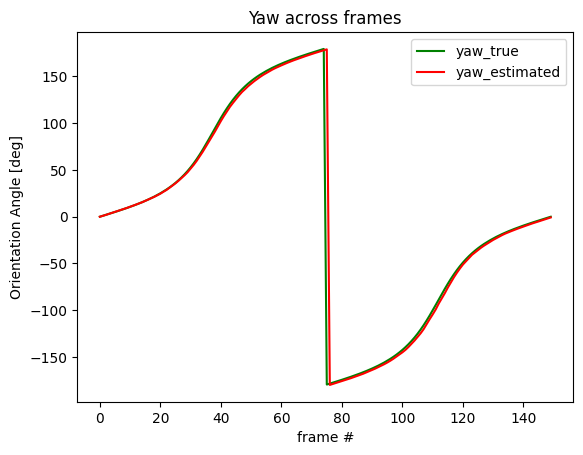 Yaw across frames
yaw_true
yaw_estimated
Orientation Angle [deg]
150
100
50
0
−50
−100
−150
0 20 40 60 80 100 120 140
frame #